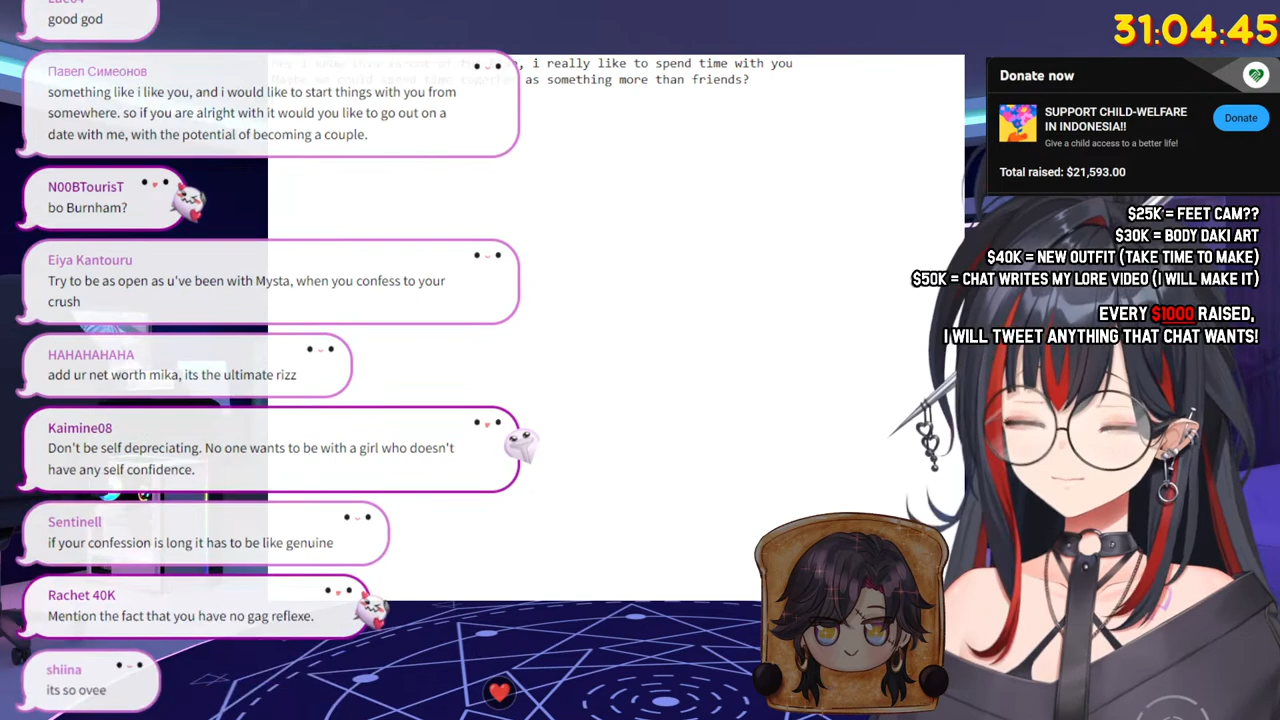 good god
Павел Симеонов
something like i like you, and i would like to start things with you from
somewhere. so if you are alright with it would you like to go out on a
date with me, with the potential of becoming a couple.
N00BTourisT
bo Burnham?
Eiya Kantouru
Try to be as open as u've been with Mysta, when you confess to your
crush
HAHAHAHAHA
add ur net worth mika, its the ultimate rizz
Kaimine08
Don't be self depreciating. No one wants to be with a girl who doesn't
have any self confidence.
Sentinell
if your confession is long it has to be like genuine
Rachet 40K
Mention the fact that you have no gag reflexe.
shiina
its so ovee
, i really like to spend time with you
as something more than friends?
31:04:45
Donate now
SUPPORT CHILD-WELFARE
IN INDONESIA!!
Give a child access to a better life!
Donate
Total raised: $21,593.00
$25K = FEET CAM??
$30K = BODY DAKI ART
$40K = NEW OUTFIT (TAKE TIME TO MAKE)
$50K = CHAT WRITES MY LORE VIDEO (I WILL MAKE IT)
EVERY $1000 RAISED,
I WILL TWEET ANYTHING THAT CHAT WANTS!